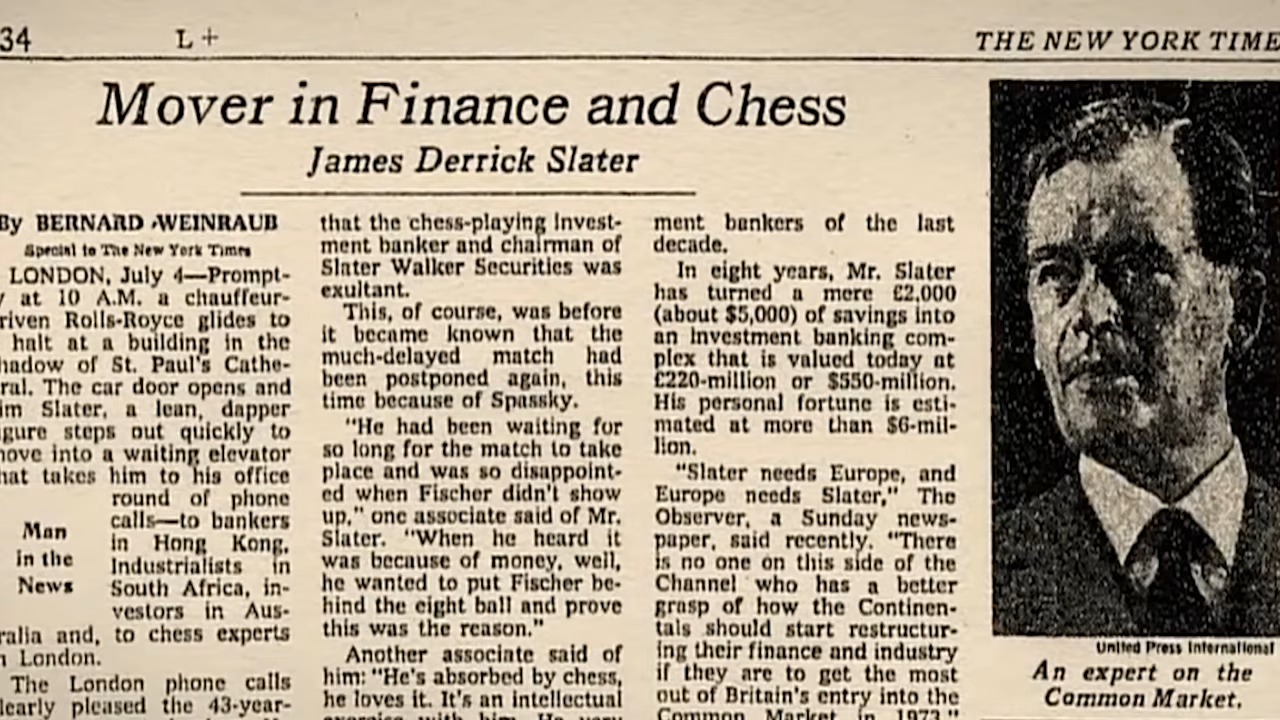 34 L+ THE NEW YORK TIME
Mover in Finance and Chess
James Derrick Slater
By BERNARD WEINRAUB
Special to The New York Times
LONDON, July 4—Prompt-
y at 10 A.M. a chauffeur-
riven Rolls-Royce glides to
halt at a building in the
hadow of St. Paul's Cathe-
ral. The car door opens and
im Slater, a lean, dapper
igure steps out quickly to
nove into a waiting elevator
hat takes him to his office
round of phone
calls—to bankers
in Hong Kong,
Industrialists in
South Africa, in-
vestors in Aus-
Man
in the
News
ralia and, to chess experts
n London.
The London phone calls
learly pleased the 43-year-
that the chess-playing invest-
ment banker and chairman of
Slater Walker Securities was
exultant.
This, of course, was before
it became known that the
much-delayed match had
been postponed again, this
time because of Spassky.
"He had been waiting for
so long for the match to take
place and was so disappoint-
ed when Fischer didn't show
up," one associate said of Mr.
Slater. "When he heard it
was because of money, well,
he wanted to put Fischer be-
hind the eight ball and prove
this was the reason."
Another associate said of
him: "He's absorbed by chess,
he loves it. It's an intellectual
exercise with him. He very
ment bankers of the last
decade.
In eight years, Mr. Slater
has turned a mere £2,000
(about $5,000) of savings into
an investment banking com-
plex that is valued today at
£220-million or $550-million.
His personal fortune is esti-
mated at more than $6-mil-
lion.
"Slater needs Europe, and
Europe needs Slater," The
Observer, a Sunday news-
paper, said recently. "There
is no one on this side of the
Channel who has a better
grasp of how the Continen-
tals should start restructur-
ing their finance and industry
if they are to get the most
out of Britain's entry into the
Common Market in 1973."
United Press International
An expert on the
Common Market.